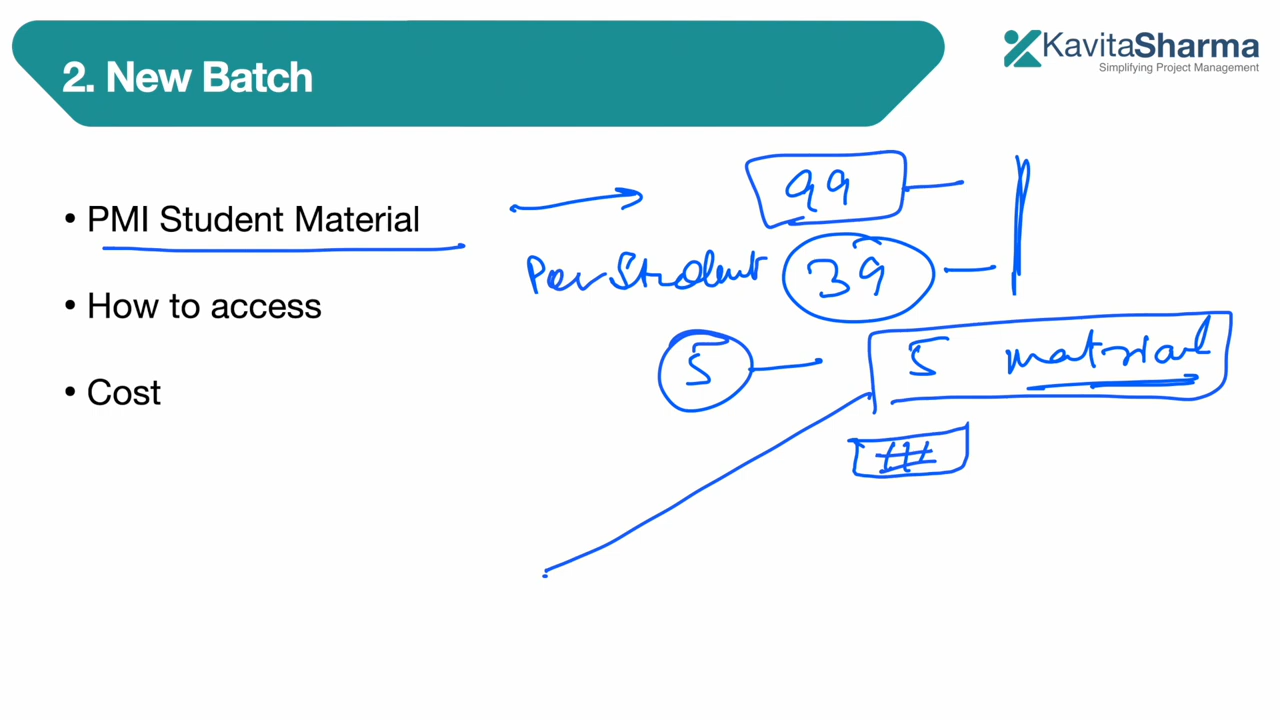 2. New Batch
KavitaSharma
Simplifying Project Management
• PMI Student Material
99
Per Student 39
• How to access
5 5 material
• Cost